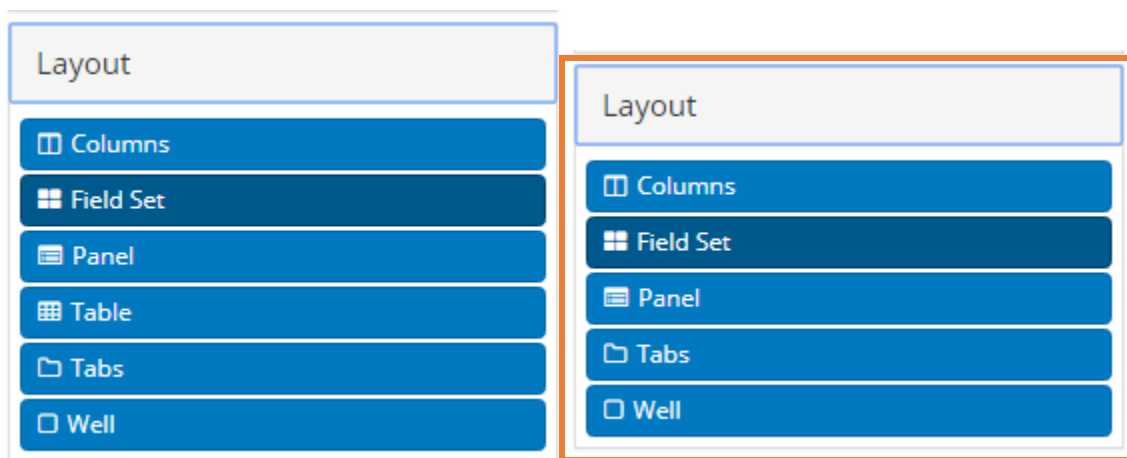 Layout
Columns
Field Set
Panel
Table
Tabs
Well
Layout
Columns
Field Set
Panel
Tabs
Well